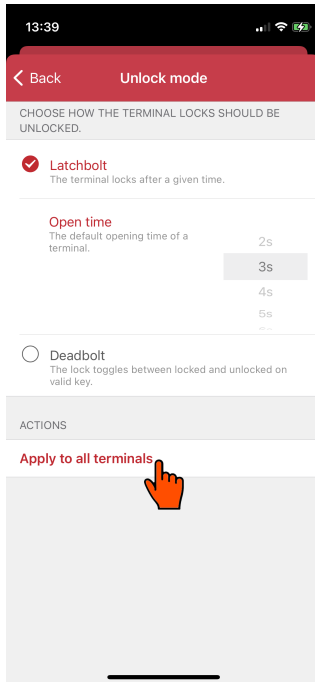 13:39
Back
Unlock mode
CHOOSE HOW THE TERMINAL LOCKS SHOULD BE
UNLOCKED.
Latchbolt
The terminal locks after a given time.
Open time
The default opening time of a
terminal.
2s
3s
4s
5s
Deadbolt
The lock toggles between locked and unlocked on
valid key.
ACTIONS
Apply to all terminals